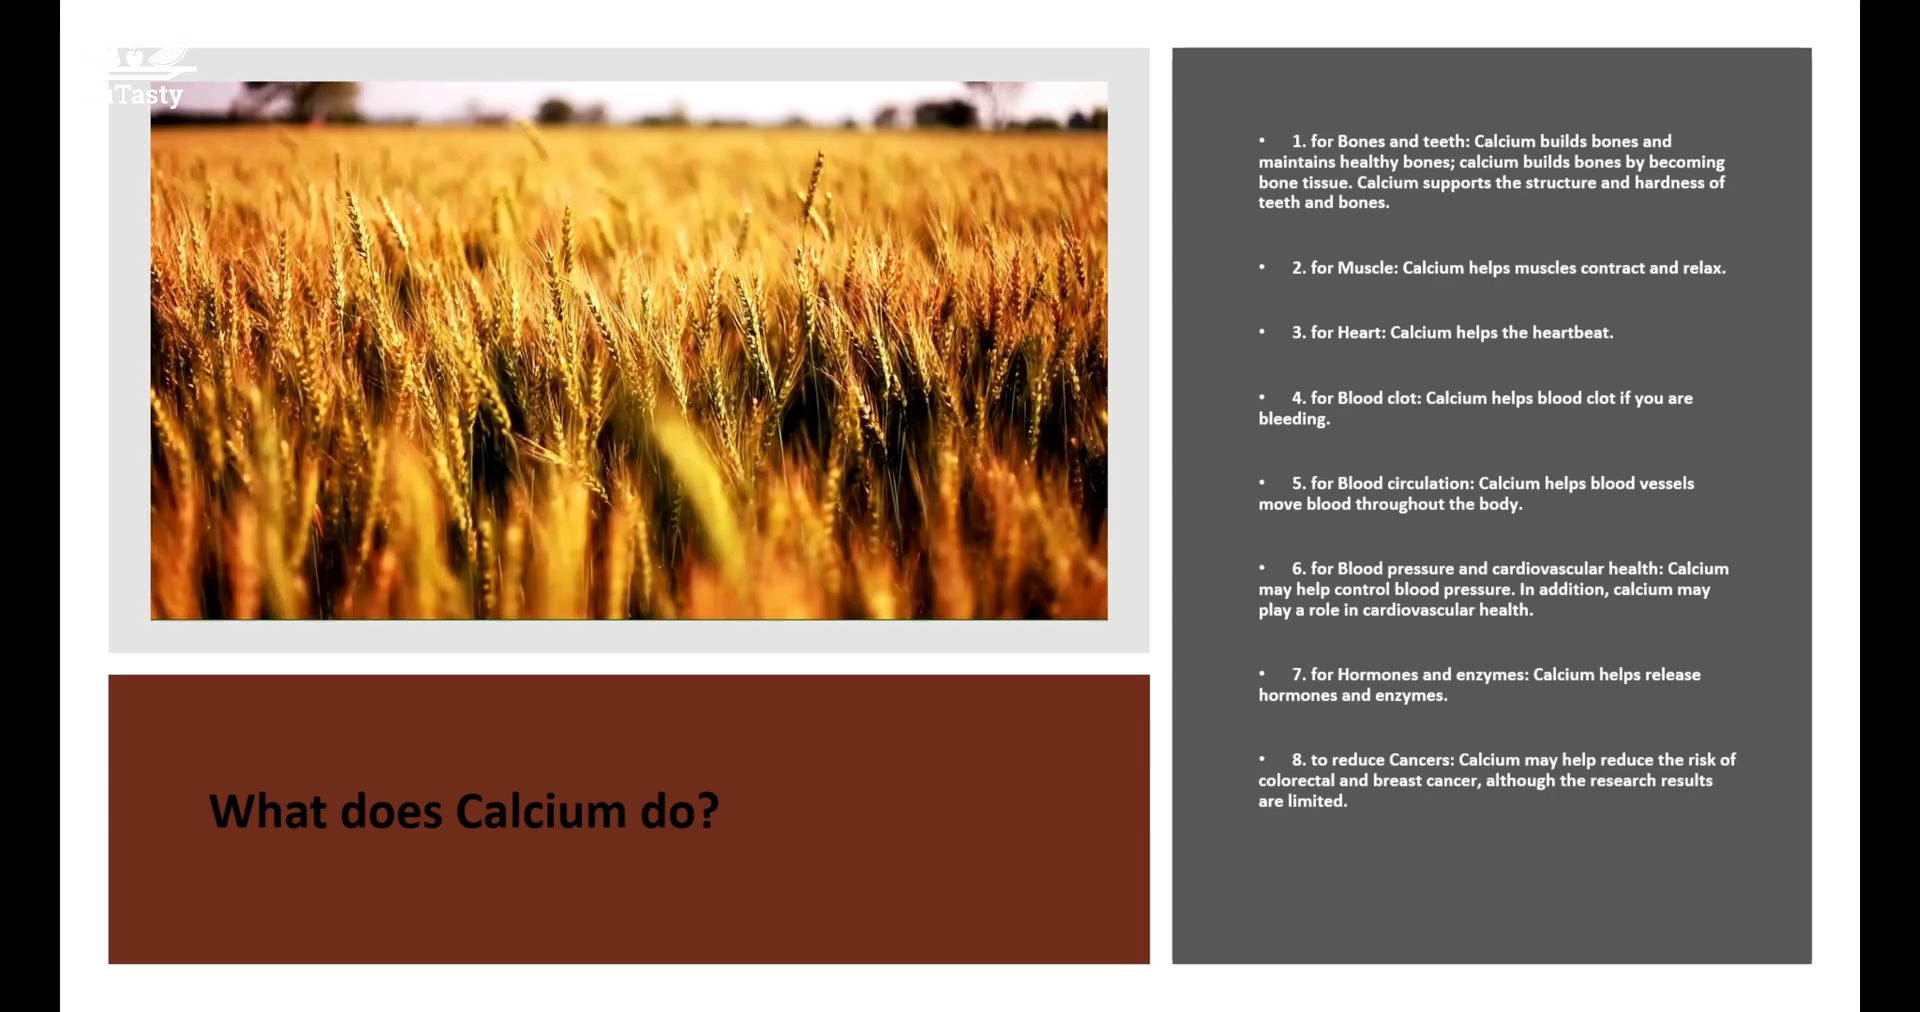 Tasty
• 1. for Bones and teeth: Calcium builds bones and
maintains healthy bones; calcium builds bones by becoming
bone tissue. Calcium supports the structure and hardness of
teeth and bones.
• 2. for Muscle: Calcium helps muscles contract and relax.
• 3. for Heart: Calcium helps the heartbeat.
• 4. for Blood clot: Calcium helps blood clot if you are
bleeding.
• 5. for Blood circulation: Calcium helps blood vessels
move blood throughout the body.
• 6. for Blood pressure and cardiovascular health: Calcium
may help control blood pressure. In addition, calcium may
play a role in cardiovascular health.
• 7. for Hormones and enzymes: Calcium helps release
hormones and enzymes.
• 8. to reduce Cancers: Calcium may help reduce the risk of
colorectal and breast cancer, although the research results
are limited.
What does Calcium do?